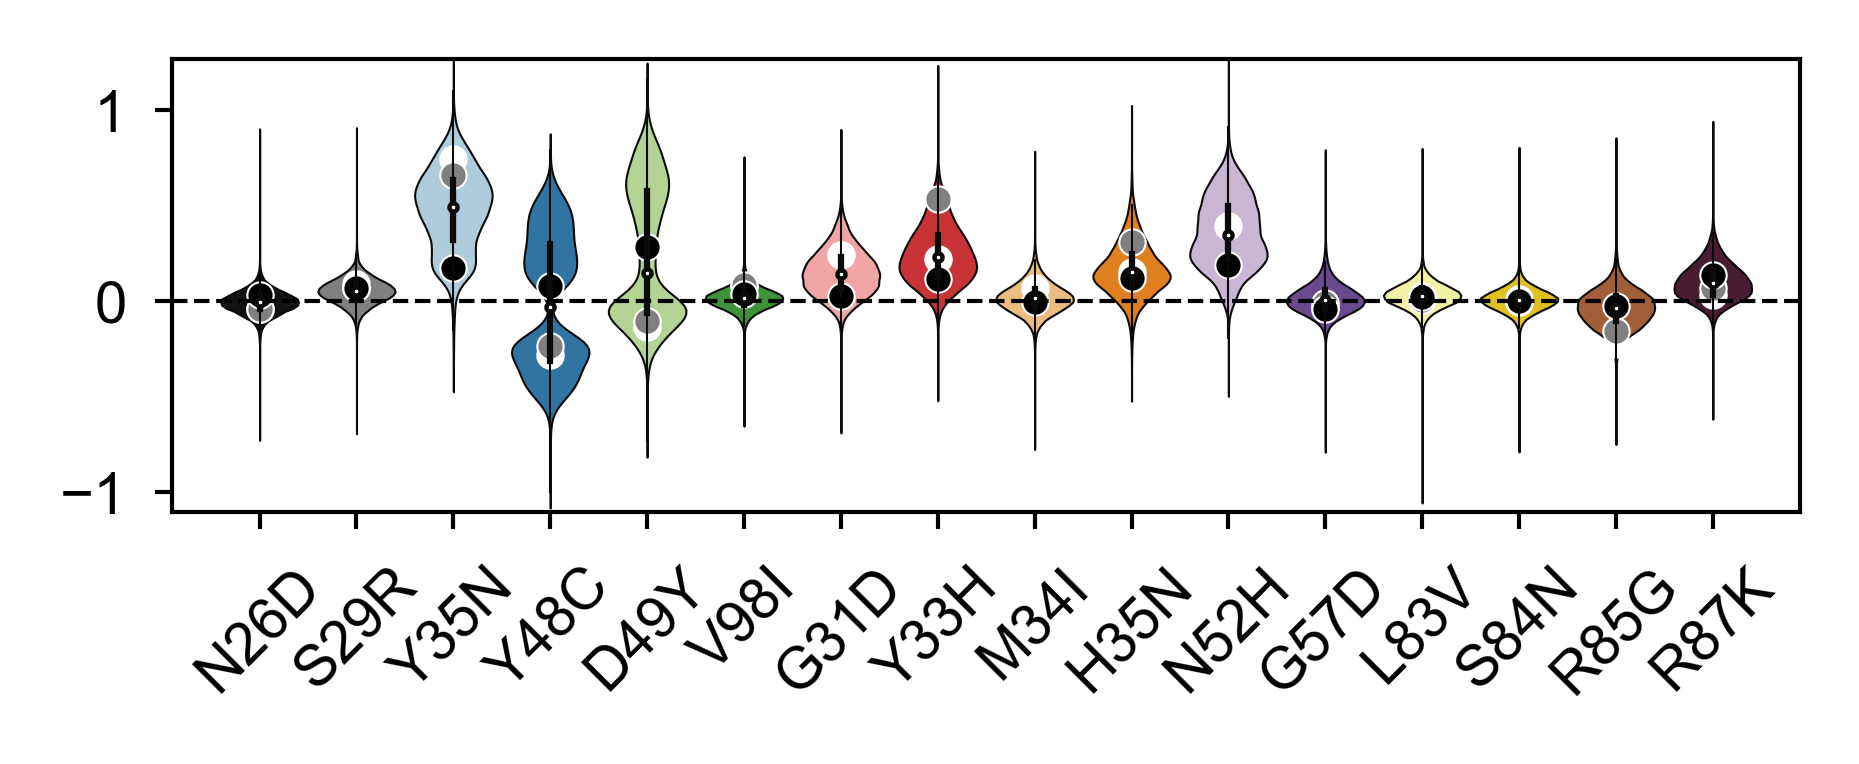 1
0
−1
N26D
S29R
Y35N
Y48C
D49Y
V98I
G31D
Y33H
M34I
H35N
N52H
G57D
L83V
S84N
R85G
R87K